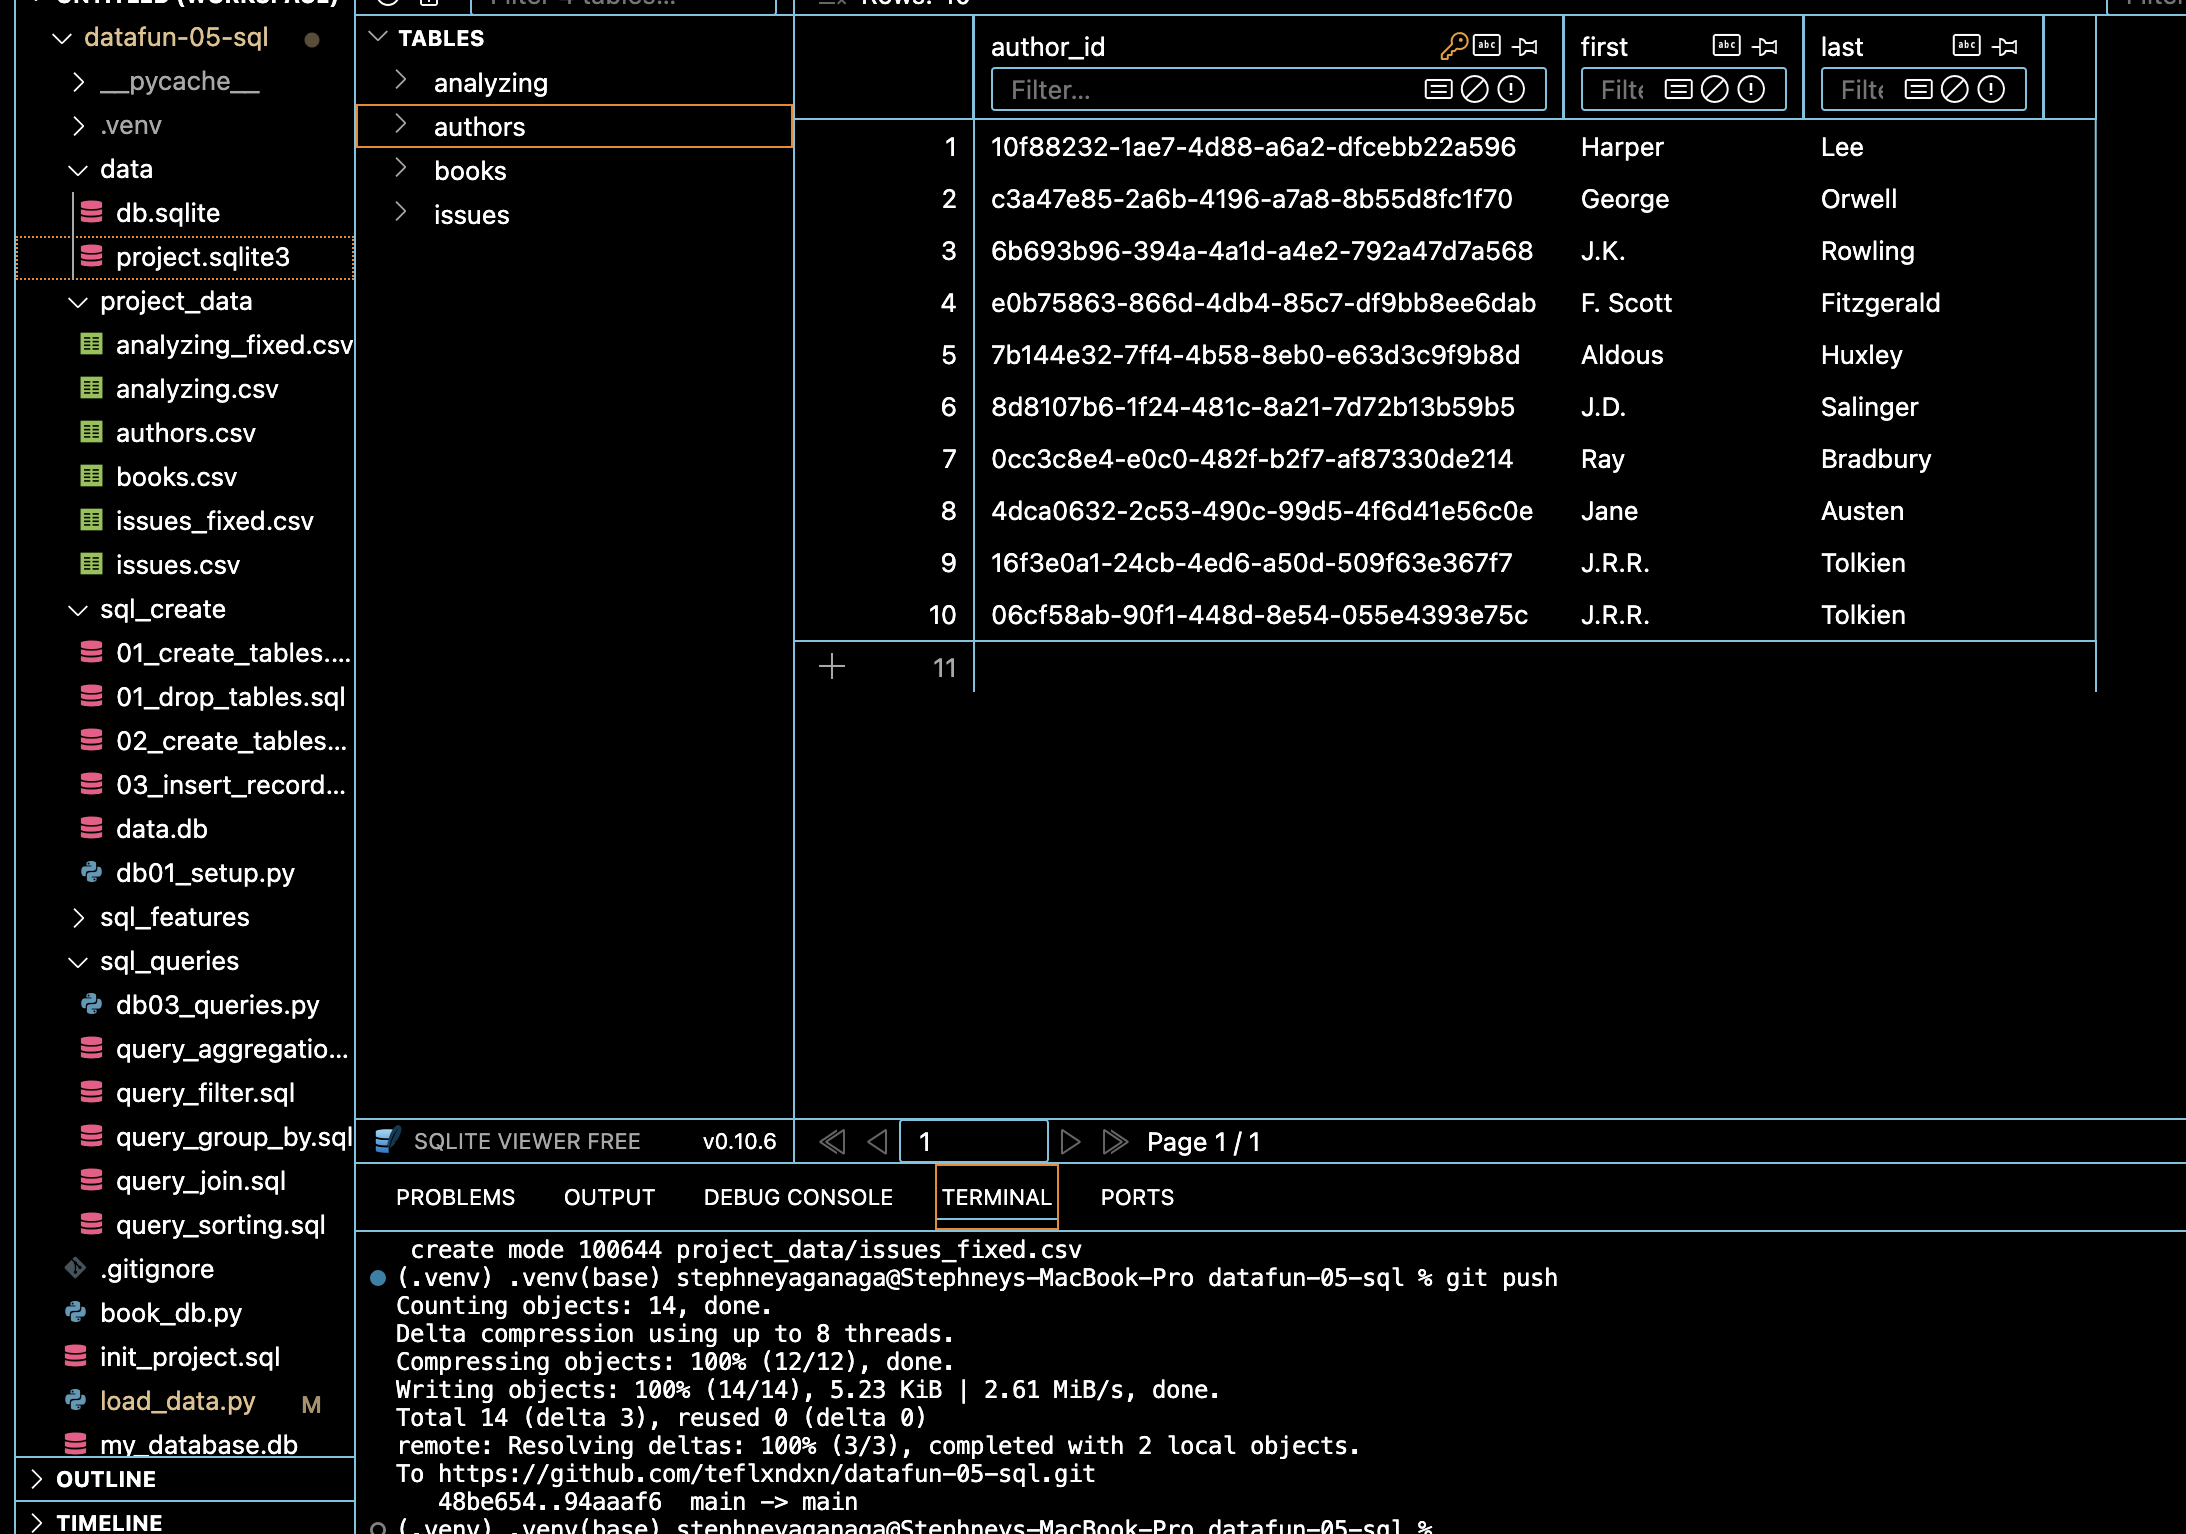 UNTITLED (WORKSPACE)
datafun-05-sql
__pycache__
.venv
data
db.sqlite
project.sqlite3
project_data
analyzing_fixed.csv
analyzing.csv
authors.csv
books.csv
issues_fixed.csv
issues.csv
sql_create
01_create_tables....
01_drop_tables.sql
02_create_tables...
03_insert_record...
data.db
db01_setup.py
sql_features
sql_queries
db03_queries.py
query_aggregatio...
query_filter.sql
query_group_by.sql
query_join.sql
query_sorting.sql
.gitignore
book_db.py
init_project.sql
load_data.py M
my_database.db
OUTLINE
TIMELINE
Filter 4 tables...
TABLES
analyzing
authors
books
issues
SQLITE VIEWER FREE v0.10.6
Rows: 10
author_id abc first abc last abc
Filter... Filte Filte
1 10f88232-1ae7-4d88-a6a2-dfcebb22a596 Harper Lee
2 c3a47e85-2a6b-4196-a7a8-8b55d8fc1f70 George Orwell
3 6b693b96-394a-4a1d-a4e2-792a47d7a568 J.K. Rowling
4 e0b75863-866d-4db4-85c7-df9bb8ee6dab F. Scott Fitzgerald
5 7b144e32-7ff4-4b58-8eb0-e63d3c9f9b8d Aldous Huxley
6 8d8107b6-1f24-481c-8a21-7d72b13b59b5 J.D. Salinger
7 0cc3c8e4-e0c0-482f-b2f7-af87330de214 Ray Bradbury
8 4dca0632-2c53-490c-99d5-4f6d41e56c0e Jane Austen
9 16f3e0a1-24cb-4ed6-a50d-509f63e367f7 J.R.R. Tolkien
10 06cf58ab-90f1-448d-8e54-055e4393e75c J.R.R. Tolkien
11
1 Page 1 / 1
PROBLEMS OUTPUT DEBUG CONSOLE TERMINAL PORTS
create mode 100644 project_data/issues_fixed.csv
(.venv) .venv(base) stephneyaganaga@Stephneys-MacBook-Pro datafun-05-sql % git push
Counting objects: 14, done.
Delta compression using up to 8 threads.
Compressing objects: 100% (12/12), done.
Writing objects: 100% (14/14), 5.23 KiB | 2.61 MiB/s, done.
Total 14 (delta 3), reused 0 (delta 0)
remote: Resolving deltas: 100% (3/3), completed with 2 local objects.
To https://github.com/teflxndxn/datafun-05-sql.git
48be654..94aaaf6 main -> main
(.venv) .venv(base) stephneyaganaga@Stephneys-MacBook-Pro datafun-05-sql %